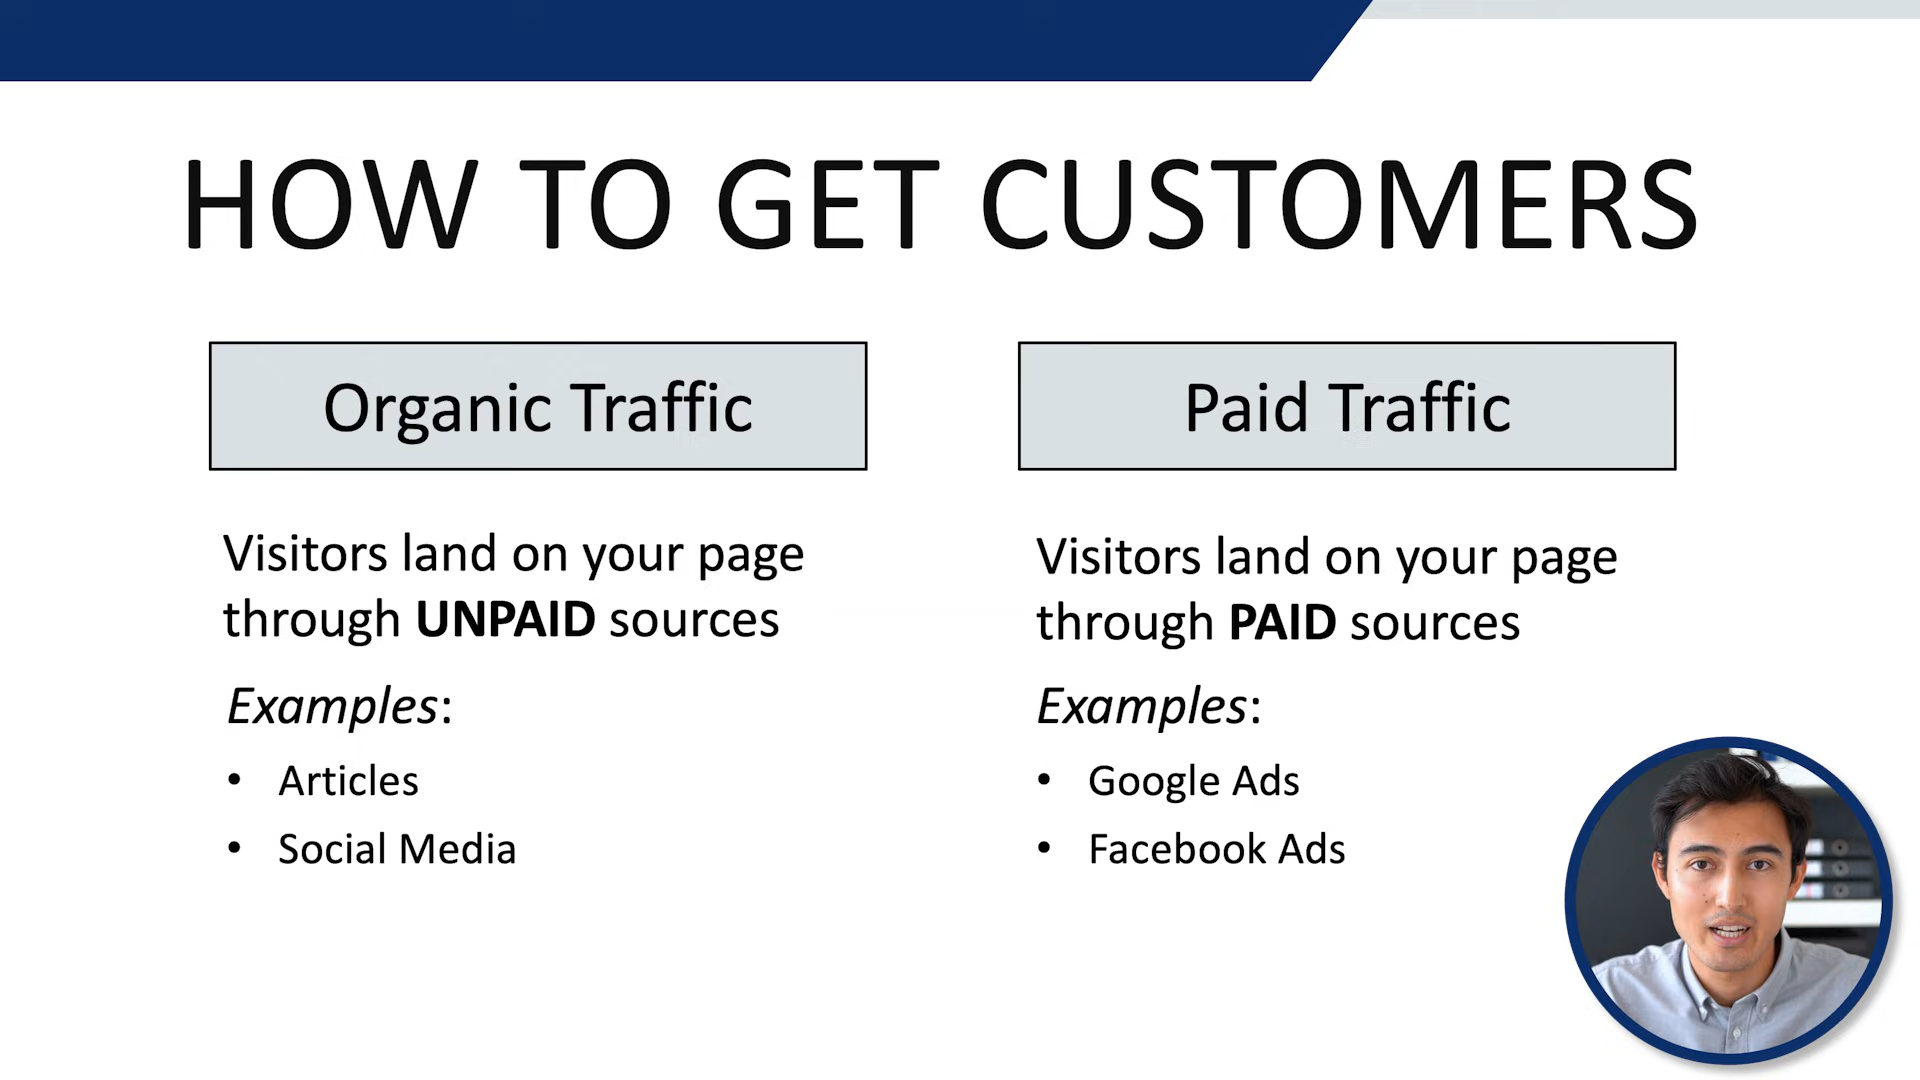 HOW TO GET CUSTOMERS
Organic Traffic
Visitors land on your page
through UNPAID sources
Examples:
• Articles
• Social Media
Paid Traffic
Visitors land on your page
through PAID sources
Examples:
• Google Ads
• Facebook Ads